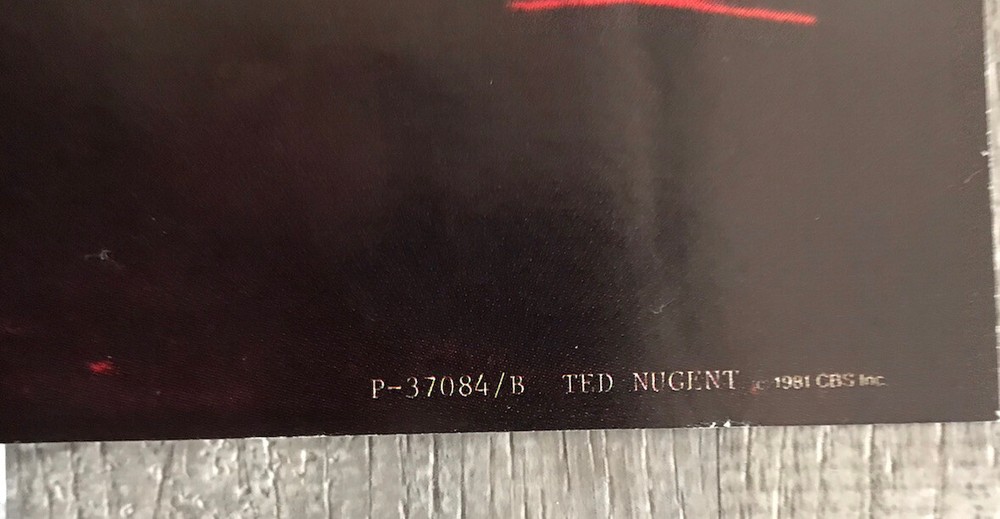 P-37084/B TED NUGENT c 1981 CBS Inc.